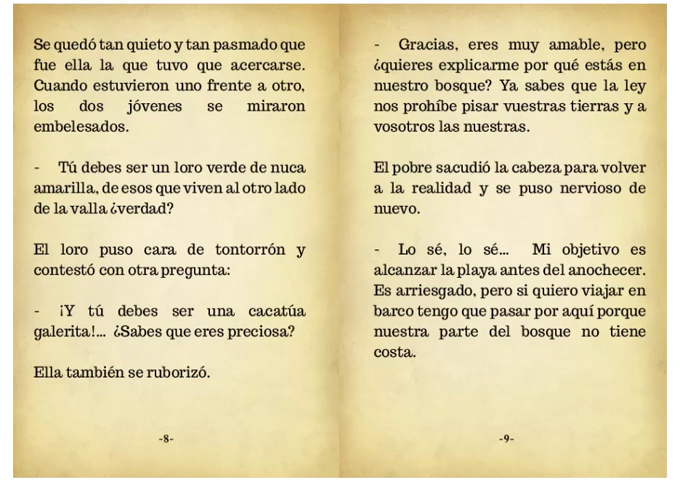 Se quedó tan quieto y tan pasmado que
fue ella la que tuvo que acercarse.
Cuando estuvieron uno frente a otro,
los dos jóvenes se miraron
embelesados.
- Tú debes ser un loro verde de nuca
amarilla, de esos que viven al otro lado
de la valla ¿verdad?
El loro puso cara de tontorrón y
contestó con otra pregunta:
- ¡Y tú debes ser una cacatúa
galerita!... ¿Sabes que eres preciosa?
Ella también se ruborizó.
-8-
- Gracias, eres muy amable, pero
¿quieres explicarme por qué estás en
nuestro bosque? Ya sabes que la ley
nos prohíbe pisar vuestras tierras y a
vosotros las nuestras.
El pobre sacudió la cabeza para volver
a la realidad y se puso nervioso de
nuevo.
- Lo sé, lo sé... Mi objetivo es
alcanzar la playa antes del anochecer.
Es arriesgado, pero si quiero viajar en
barco tengo que pasar por aquí porque
nuestra parte del bosque no tiene
costa.
-9-